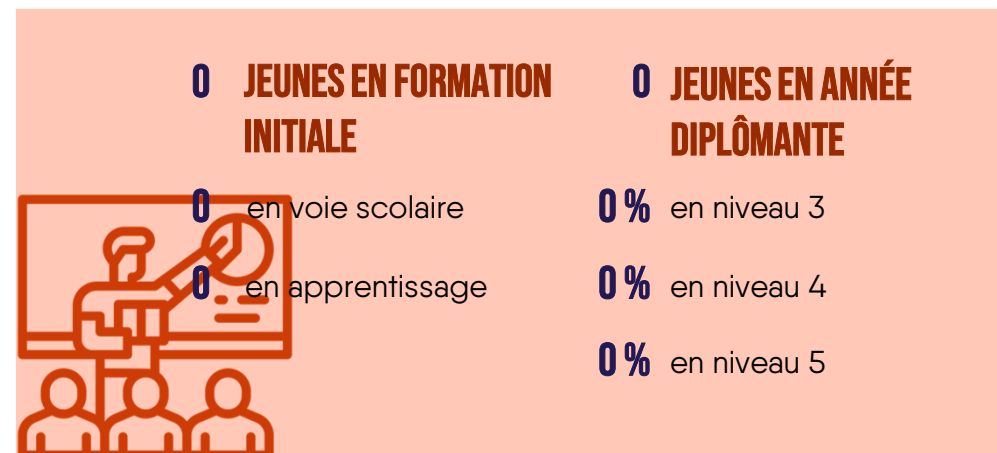 0 JEUNES EN FORMATION
INITIALE
0 en voie scolaire
0 en apprentissage
0 JEUNES EN ANNÉE
DIPLÔMANTE
0 % en niveau 3
0 % en niveau 4
0 % en niveau 5